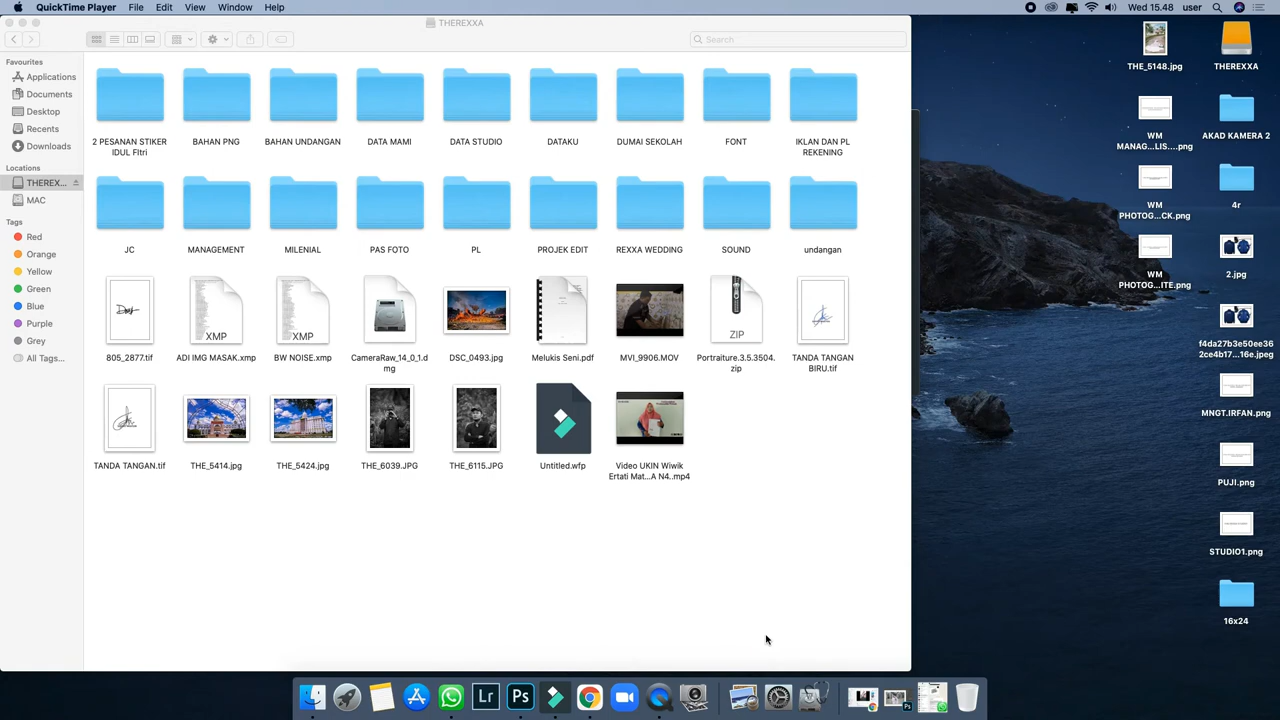 QuickTime Player File Edit View Window Help
Wed 15.48 user
THEREXXA
Search
Favourites
Applications
Documents
Desktop
Recents
Downloads
Locations
THEREX...
MAC
Tags
Red
Orange
Yellow
Green
Blue
Purple
Grey
All Tags...
2 PESANAN STIKER
IDUL FItri
BAHAN PNG
BAHAN UNDANGAN
DATA MAMI
DATA STUDIO
DATAKU
DUMAI SEKOLAH
FONT
IKLAN DAN PL
REKENING
JC
MANAGEMENT
MILENIAL
PAS FOTO
PL
PROJEK EDIT
REXXA WEDDING
SOUND
undangan
XMP
XMP
ZIP
805_2877.tif
ADI IMG MASAK.xmp
BW NOISE.xmp
CameraRaw_14_0_1.d
mg
DSC_0493.jpg
Melukis Seni.pdf
MVI_9906.MOV
Portraiture.3.5.3504.
zip
TANDA TANGAN
BIRU.tif
TANDA TANGAN.tif
THE_5414.jpg
THE_5424.jpg
THE_6039.JPG
THE_6115.JPG
Untitled.wfp
Video UKIN Wiwik
Ertati Mat...A N4..mp4
THE_5148.jpg
THEREXXA
WM
MANAG...LIS....png
AKAD KAMERA 2
WM
PHOTOG...CK.png
4r
WM
PHOTOG...ITE.png
2.jpg
f4da27b3e50ee36
2ce4b17...16e.jpeg
MNGT.IRFAN.png
PUJI.png
STUDIO1.png
16x24
Lr
Ps